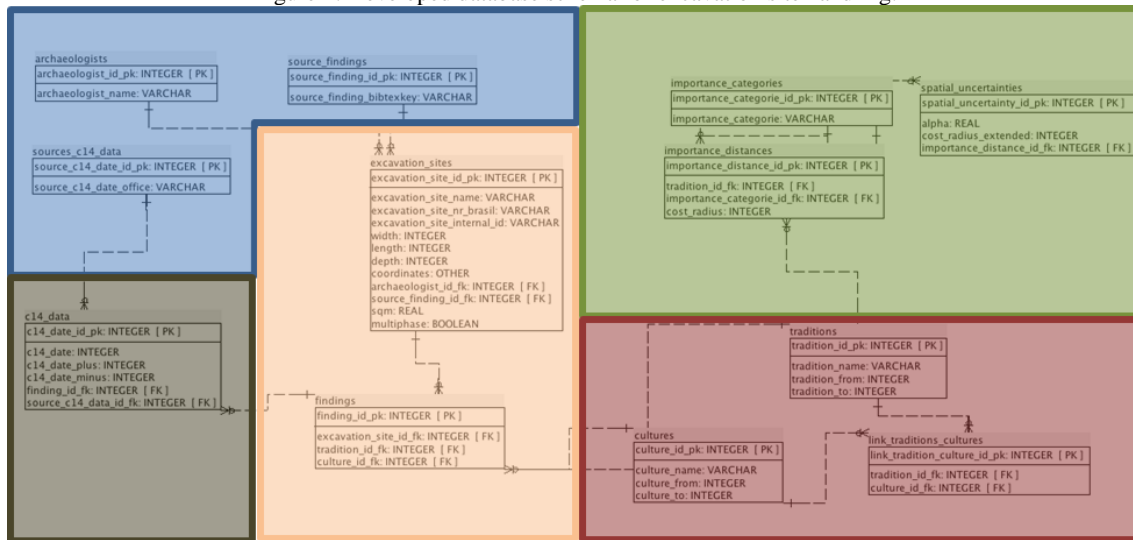 archaeologists
archaeologist_id_pk: INTEGER [ PK ]
archaeologist_name: VARCHAR
source_findings
source_finding_id_pk: INTEGER [ PK ]
source_finding_bibtexkey: VARCHAR
sources_c14_data
source_c14_date_id_pk: INTEGER [ PK ]
source_c14_date_office: VARCHAR
excavation_sites
excavation_site_id_pk: INTEGER [ PK ]
excavation_site_name: VARCHAR
excavation_site_nr_brasil: VARCHAR
excavation_site_internal_id: VARCHAR
width: INTEGER
length: INTEGER
depth: INTEGER
coordinates: OTHER
archaeologist_id_fk: INTEGER [ FK ]
source_finding_id_fk: INTEGER [ FK ]
sqm: REAL
multiphase: BOOLEAN
c14_data
c14_date_id_pk: INTEGER [ PK ]
c14_date: INTEGER
c14_date_plus: INTEGER
c14_date_minus: INTEGER
finding_id_fk: INTEGER [ FK ]
source_c14_data_id_fk: INTEGER [ FK ]
findings
finding_id_pk: INTEGER [ PK ]
excavation_site_id_fk: INTEGER [ FK ]
tradition_id_fk: INTEGER [ FK ]
culture_id_fk: INTEGER [ FK ]
importance_categories
importance_categorie_id_pk: INTEGER [ PK ]
importance_categorie: VARCHAR
spatial_uncertainties
spatial_uncertainty_id_pk: INTEGER [ PK ]
alpha: REAL
cost_radius_extended: INTEGER
importance_distance_id_fk: INTEGER [ FK ]
importance_distances
importance_distance_id_pk: INTEGER [ PK ]
tradition_id_fk: INTEGER [ FK ]
importance_categorie_id_fk: INTEGER [ FK ]
cost_radius: INTEGER
traditions
tradition_id_pk: INTEGER [ PK ]
tradition_name: VARCHAR
tradition_from: INTEGER
tradition_to: INTEGER
cultures
culture_id_pk: INTEGER [ PK ]
culture_name: VARCHAR
culture_from: INTEGER
culture_to: INTEGER
link_traditions_cultures
link_tradition_culture_id_pk: INTEGER [ PK ]
tradition_id_fk: INTEGER [ FK ]
culture_id_fk: INTEGER [ FK ]